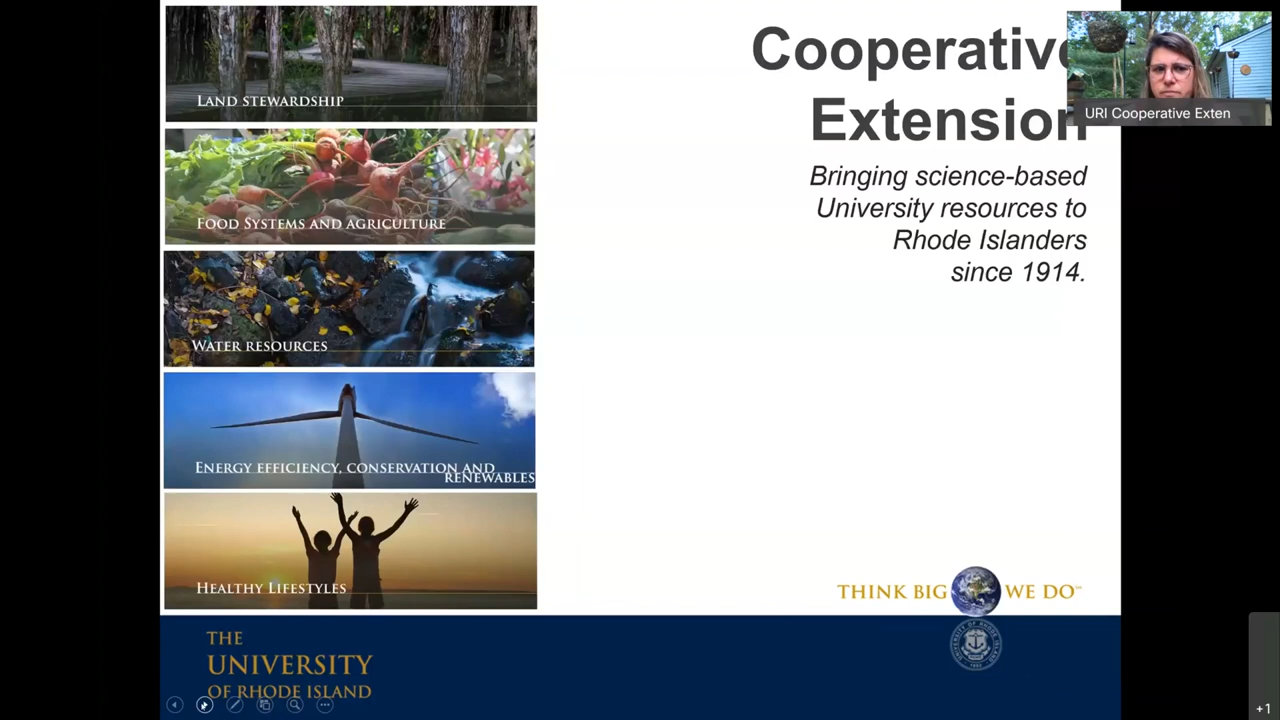 LAND STEWARDSHIP
FOOD SYSTEMS AND AGRICULTURE
WATER RESOURCES
ENERGY EFFICIENCY, CONSERVATION AND
RENEWABLES
HEALTHY LIFESTYLES
Cooperative
Extension
Bringing science-based
University resources to
Rhode Islanders
since 1914.
URI Cooperative Exten
THINK BIG WE DO℠
THE
UNIVERSITY
OF RHODE ISLAND
+1